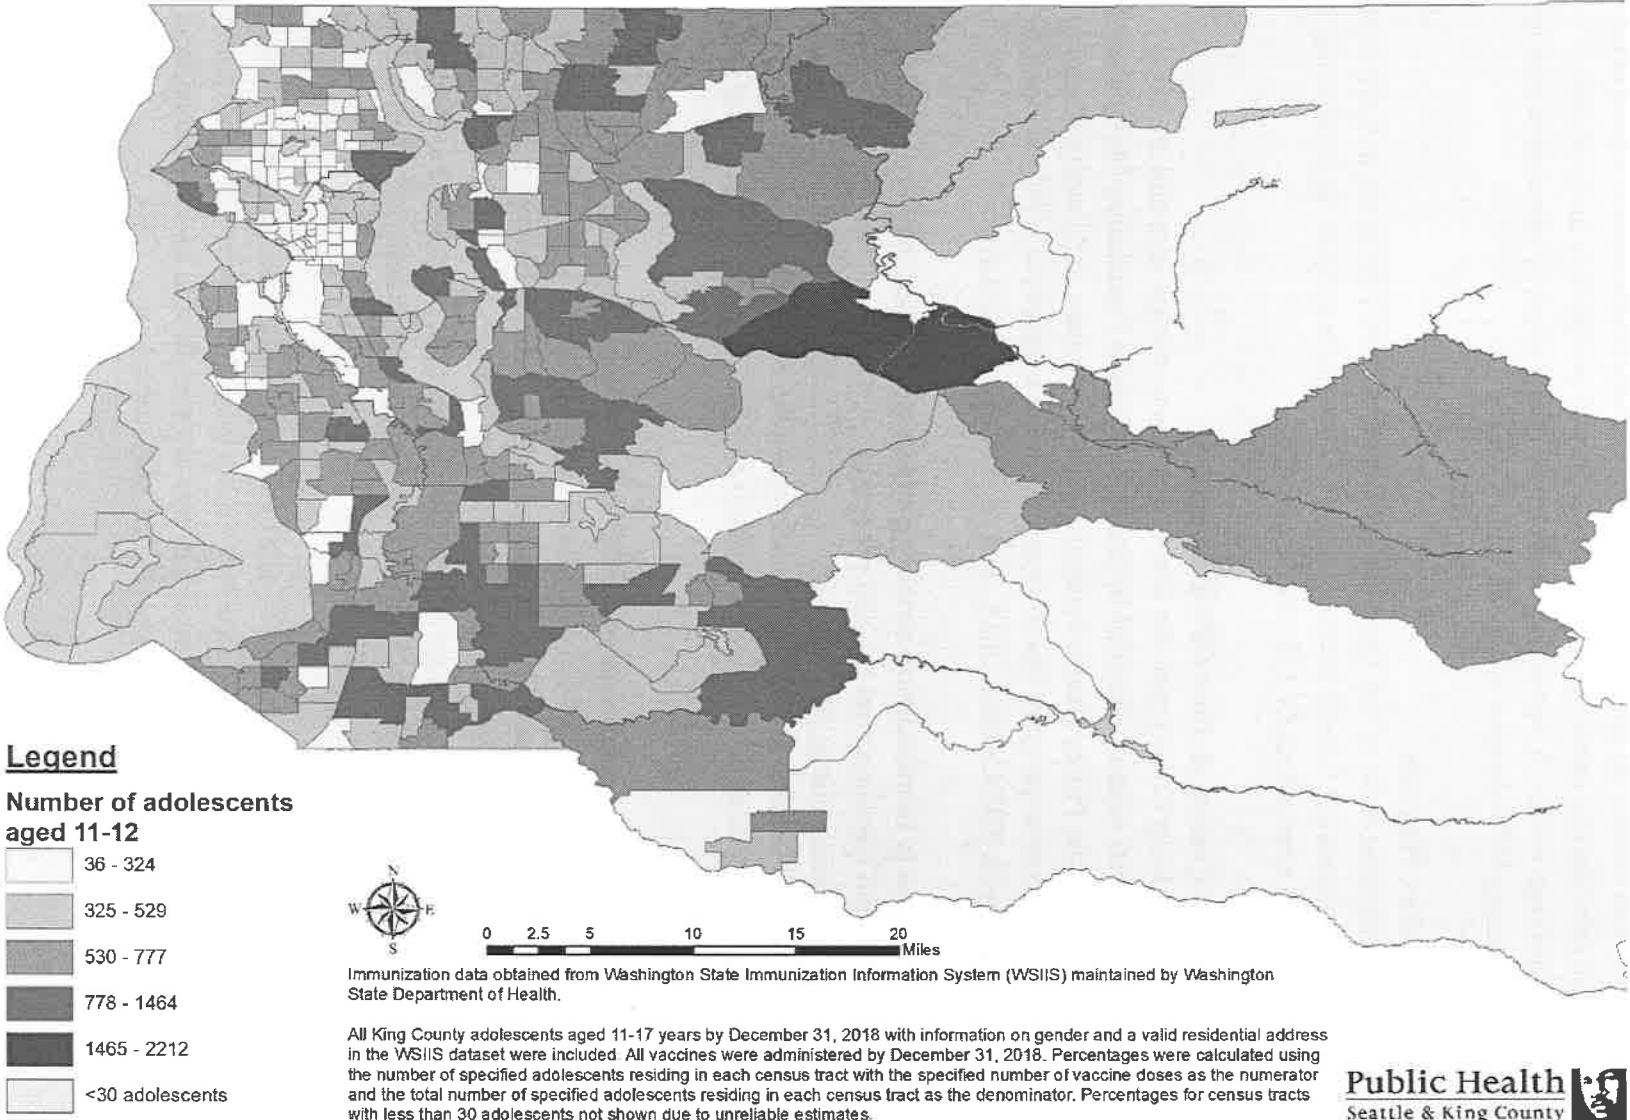 Legend
Number of adolescents
aged 11-12
36 - 324
325 - 529
530 - 777
778 - 1464
1465 - 2212
<30 adolescents
N
W E
S
0 2.5 5 10 15 20
Miles
Immunization data obtained from Washington State Immunization Information System (WSIIS) maintained by Washington
State Department of Health.
All King County adolescents aged 11-17 years by December 31, 2018 with information on gender and a valid residential address
in the WSIIS dataset were included. All vaccines were administered by December 31, 2018. Percentages were calculated using
the number of specified adolescents residing in each census tract with the specified number of vaccine doses as the numerator
and the total number of specified adolescents residing in each census tract as the denominator. Percentages for census tracts
with less than 30 adolescents not shown due to unreliable estimates.
Public Health
Seattle & King County